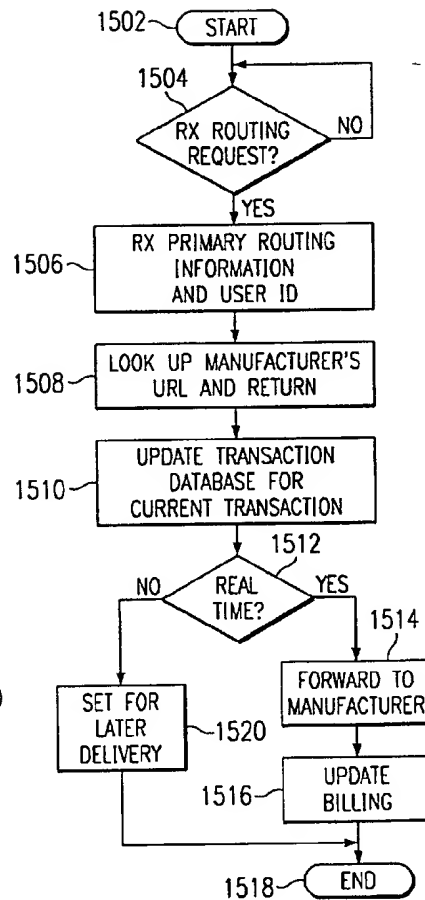 1502
START
1504
RX ROUTING
REQUEST?
NO
YES
1506
RX PRIMARY ROUTING
INFORMATION
AND USER ID
1508
LOOK UP MANUFACTURER'S
URL AND RETURN
1510
UPDATE TRANSACTION
DATABASE FOR
CURRENT TRANSACTION
1512
NO
REAL
TIME?
YES
1514
FORWARD TO
MANUFACTURER
SET FOR
LATER
DELIVERY
1520
1516
UPDATE
BILLING
1518
END